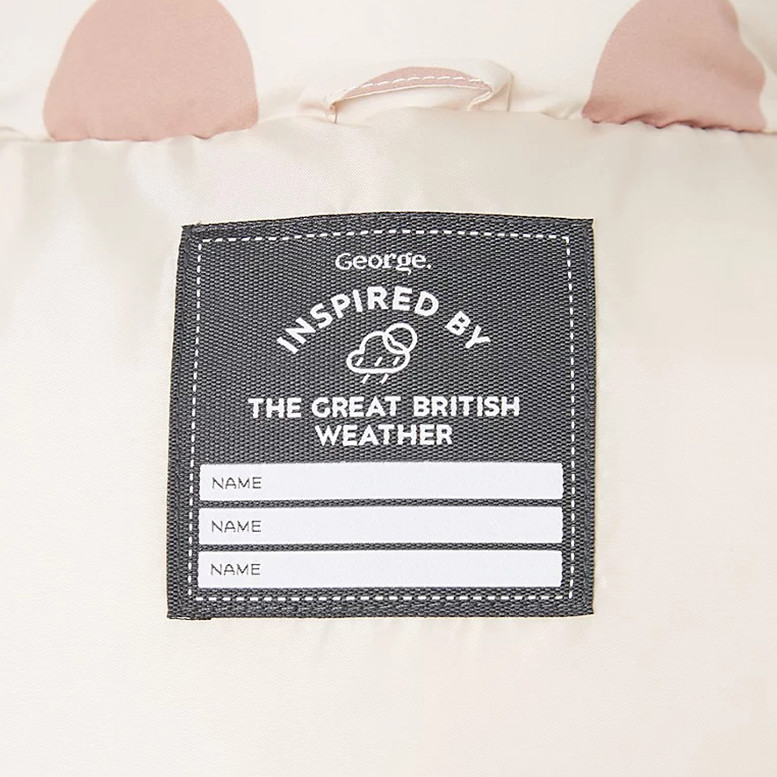 George.
INSPIRED BY
THE GREAT BRITISH
WEATHER
NAME
NAME
NAME